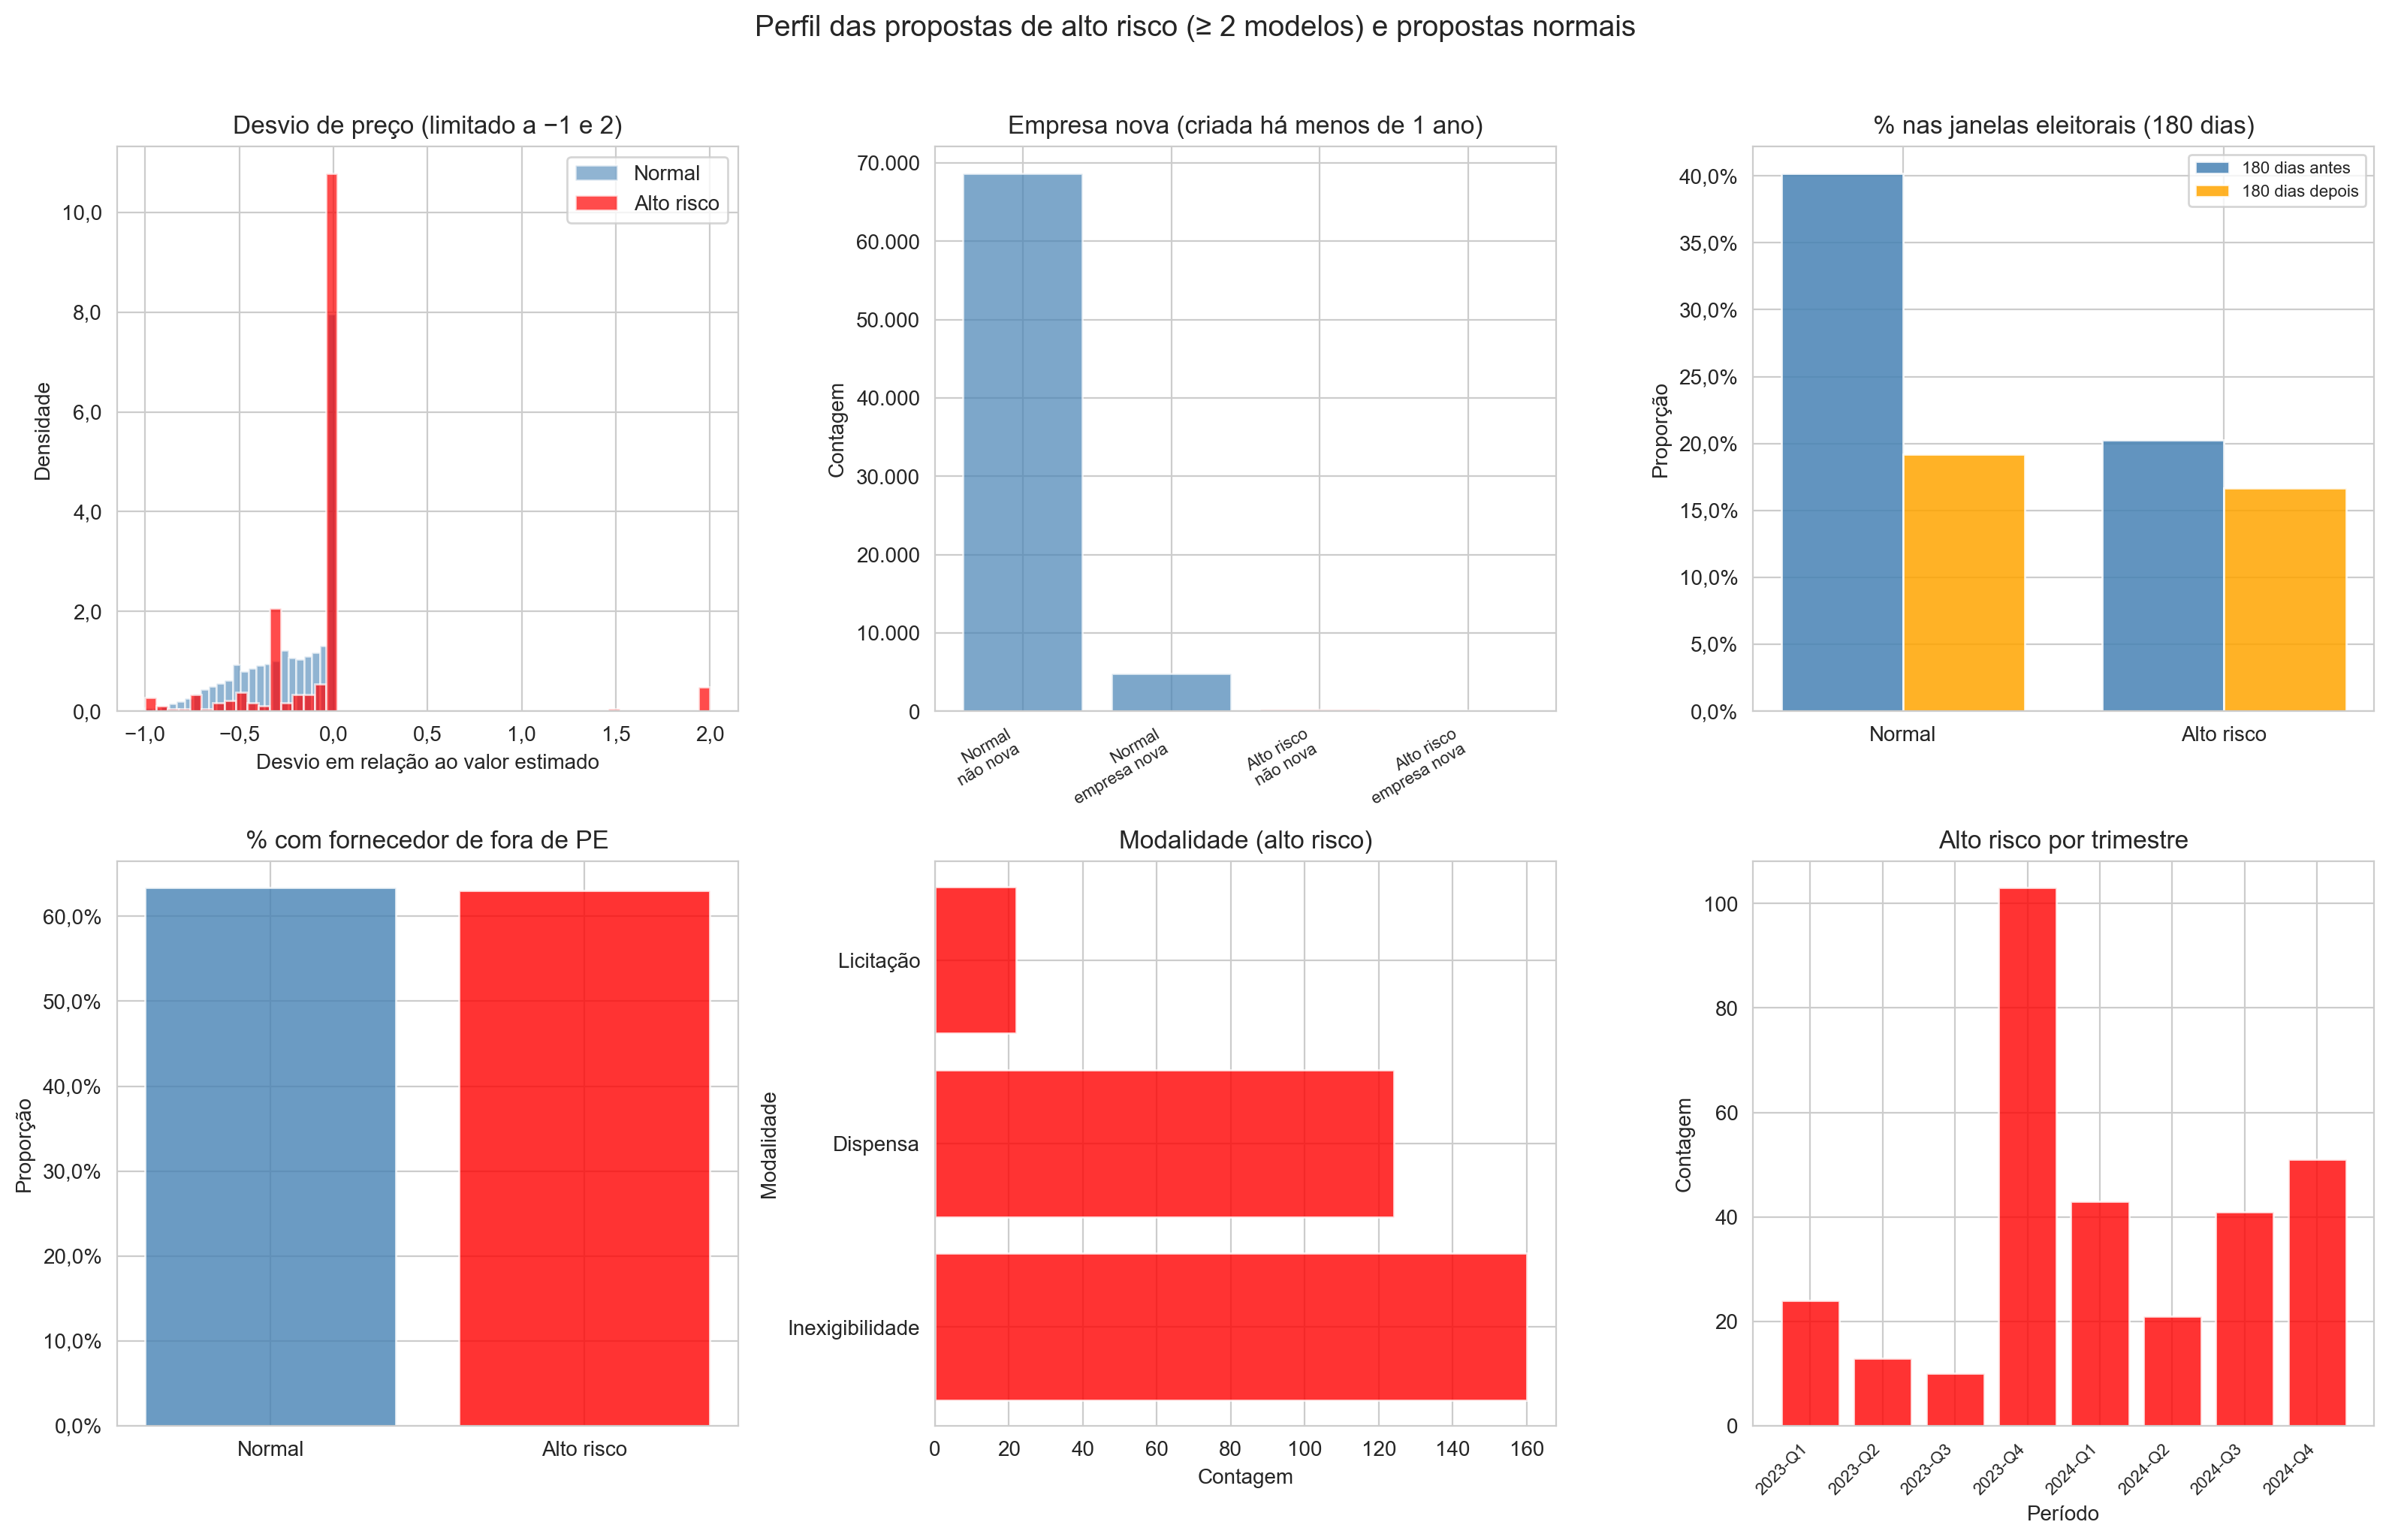 Perfil das propostas de alto risco (≥ 2 modelos) e propostas normais
Desvio de preço (limitado a −1 e 2)
Densidade
10,0
8,0
6,0
4,0
2,0
0,0
−1,0
−0,5
0,0
0,5
1,0
1,5
2,0
Desvio em relação ao valor estimado
Normal
Alto risco
Empresa nova (criada há menos de 1 ano)
Contagem
70.000
60.000
50.000
40.000
30.000
20.000
10.000
0
Normal
não nova
Normal
empresa nova
Alto risco
não nova
Alto risco
empresa nova
% nas janelas eleitorais (180 dias)
Proporção
40,0%
35,0%
30,0%
25,0%
20,0%
15,0%
10,0%
5,0%
0,0%
Normal
Alto risco
180 dias antes
180 dias depois
% com fornecedor de fora de PE
Proporção
60,0%
50,0%
40,0%
30,0%
20,0%
10,0%
0,0%
Normal
Alto risco
Modalidade (alto risco)
Modalidade
Licitação
Dispensa
Inexigibilidade
0
20
40
60
80
100
120
140
160
Contagem
Alto risco por trimestre
Contagem
100
80
60
40
20
0
2023-Q1
2023-Q2
2023-Q3
2023-Q4
2024-Q1
2024-Q2
2024-Q3
2024-Q4
Período